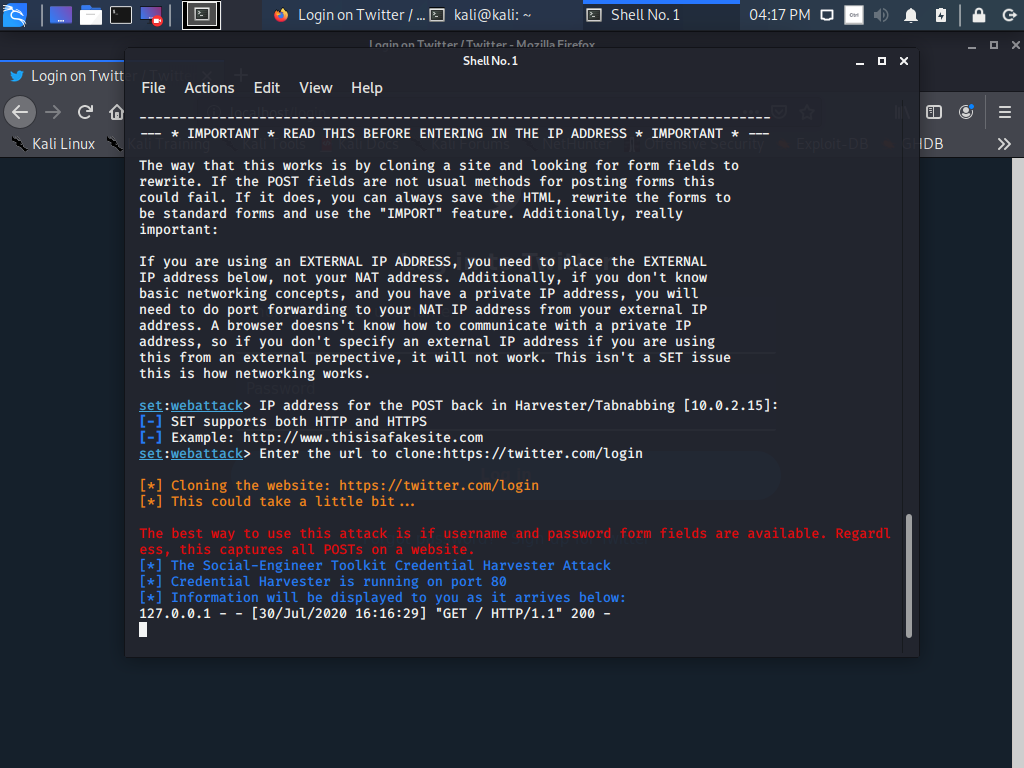 Login on Twitter / ...
kali@kali: ~
Shell No. 1
04:17 PM
Login on Twitter / Twitter - Mozilla Firefox
Shell No. 1
Login on Twitt
File Actions Edit View Help
Kali Linux
Kali Training
Kali Tools
Kali Docs
Kali Forums
NetHunter
Offensive Security
Exploit-DB
GHDB
--- * IMPORTANT * READ THIS BEFORE ENTERING IN THE IP ADDRESS * IMPORTANT * ---
The way that this works is by cloning a site and looking for form fields to
rewrite. If the POST fields are not usual methods for posting forms this
could fail. If it does, you can always save the HTML, rewrite the forms to
be standard forms and use the "IMPORT" feature. Additionally, really
important:
If you are using an EXTERNAL IP ADDRESS, you need to place the EXTERNAL
IP address below, not your NAT address. Additionally, if you don't know
basic networking concepts, and you have a private IP address, you will
need to do port forwarding to your NAT IP address from your external IP
address. A browser doesns't know how to communicate with a private IP
address, so if you don't specify an external IP address if you are using
this from an external perpective, it will not work. This isn't a SET issue
this is how networking works.
set:webattack> IP address for the POST back in Harvester/Tabnabbing [10.0.2.15]:
[-] SET supports both HTTP and HTTPS
[-] Example: http://www.thisisafakesite.com
set:webattack> Enter the url to clone:https://twitter.com/login
[*] Cloning the website: https://twitter.com/login
[*] This could take a little bit...
The best way to use this attack is if username and password form fields are available. Regardl
ess, this captures all POSTs on a website.
[*] The Social-Engineer Toolkit Credential Harvester Attack
[*] Credential Harvester is running on port 80
[*] Information will be displayed to you as it arrives below:
127.0.0.1 - - [30/Jul/2020 16:16:29] "GET / HTTP/1.1" 200 -